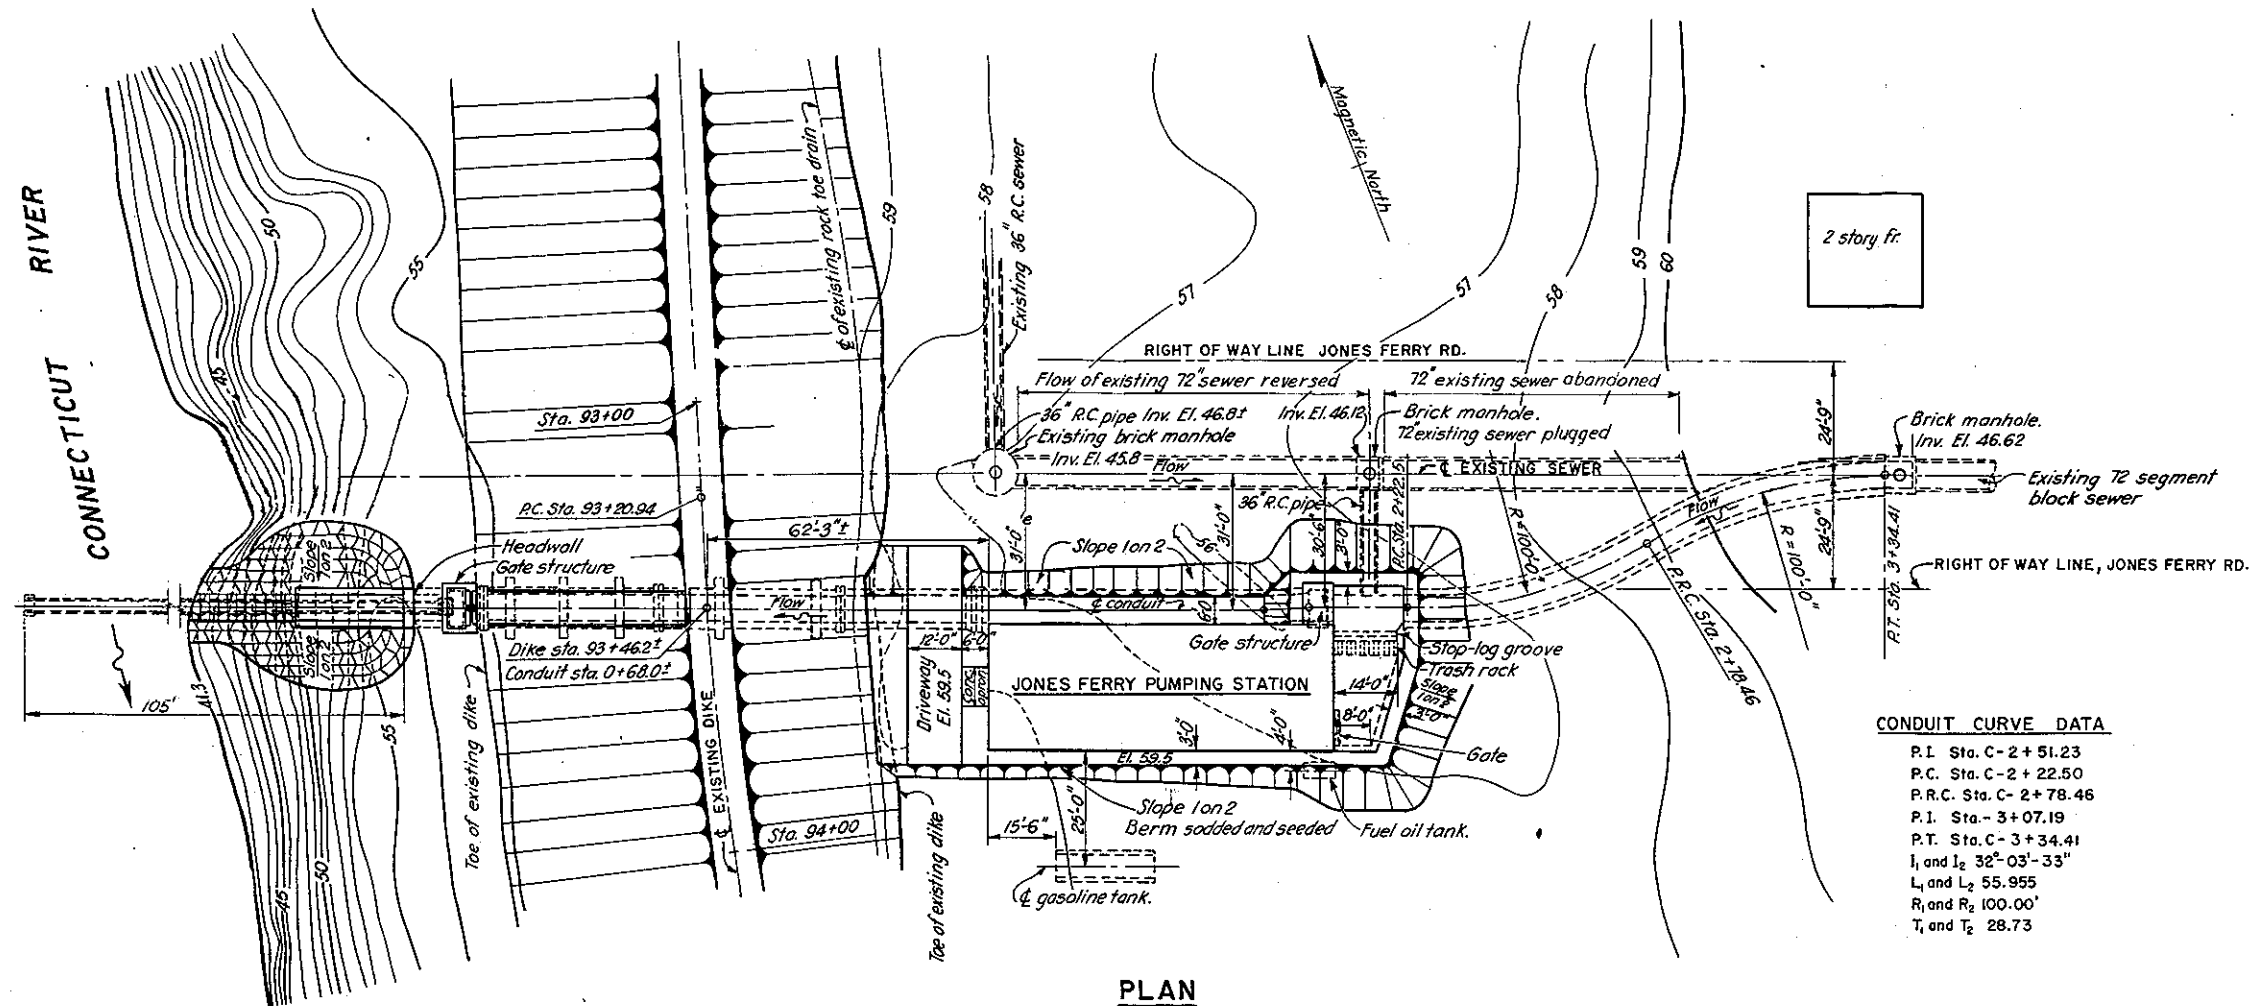 CONNECTICUT RIVER
45
50
55
41.3
55
50
45
105'
Slope
1 on 2
Slope
1 on 2
Headwall
Gate structure
Toe of existing dike
Sta. 93+00
P.C. Sta. 93+20.94
62'-3"±
Dike sta. 93+46.2±
Conduit sta. 0+68.0±
Flow
℄ EXISTING DIKE
Sta. 94+00
℄ of existing rock toe drain
59
58
Existing 36" R.C. sewer
57
Magnetic North
57
58
59
60
2 story fr.
RIGHT OF WAY LINE JONES FERRY RD.
Flow of existing 72" sewer reversed
72" existing sewer abandoned
36" R.C. pipe Inv. El. 46.8±
Existing brick manhole
Inv. El. 45.8
Flow
Inv. El. 46.12
Brick manhole.
72" existing sewer plugged
℄ EXISTING SEWER
24'-9"
24'-9"
Brick manhole.
Inv. El. 46.62
Existing 72 segment
block sewer
Flow
R=100'-0"
R=100'-0"
P.R.C. Sta. 2+78.46
P.T. Sta. 3+34.41
RIGHT OF WAY LINE, JONES FERRY RD.
31'-0"
Slope 1 on 2
56
31'-0"
36" R.C. pipe
30'-6"
3'-0"
P.C. Sta. 2+22.5
℄ conduit
6'-0"
Gate structure
Stop-log groove
Trash rack
12'-0"
6'-0"
Driveway
El. 59.5
Conc.
apron
JONES FERRY PUMPING STATION
14'-0"
8'-0"
Slope
1 on 2
3'-0"
Gate
3'-0"
4'-0"
El. 59.5
Slope 1 on 2
Berm sodded and seeded
Fuel oil tank.
15'-6"
25'-0"
℄ gasoline tank.
Toe of existing dike
CONDUIT CURVE DATA
P.I. Sta. C-2+51.23
P.C. Sta. C-2+22.50
P.R.C. Sta. C-2+78.46
P.I. Sta.-3+07.19
P.T. Sta. C-3+34.41
I₁ and I₂ 32°-03'-33"
L₁ and L₂ 55.955
R₁ and R₂ 100.00'
T₁ and T₂ 28.73
PLAN